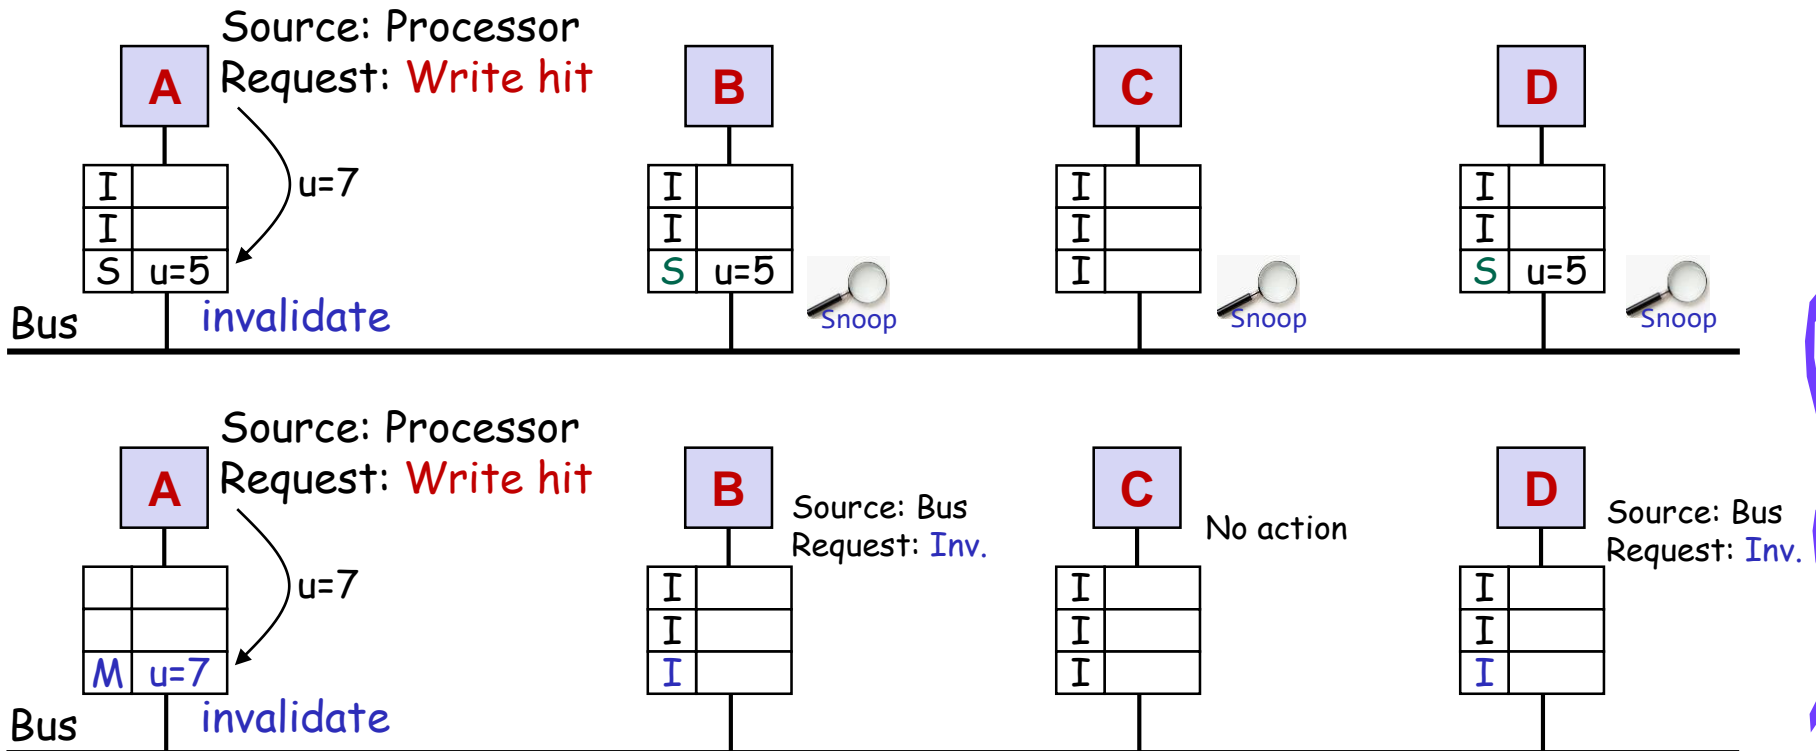 Source: Processor
Request: Write hit
A
B
C
D
u=7
I
I
S u=5
I
I
S u=5
I
I
I
I
I
S u=5
Snoop
Snoop
Snoop
Bus
invalidate
Source: Processor
Request: Write hit
A
B
C
D
Source: Bus
Request: Inv.
No action
Source: Bus
Request: Inv.
u=7
M u=7
I
I
I
I
I
I
I
I
I
Bus
invalidate